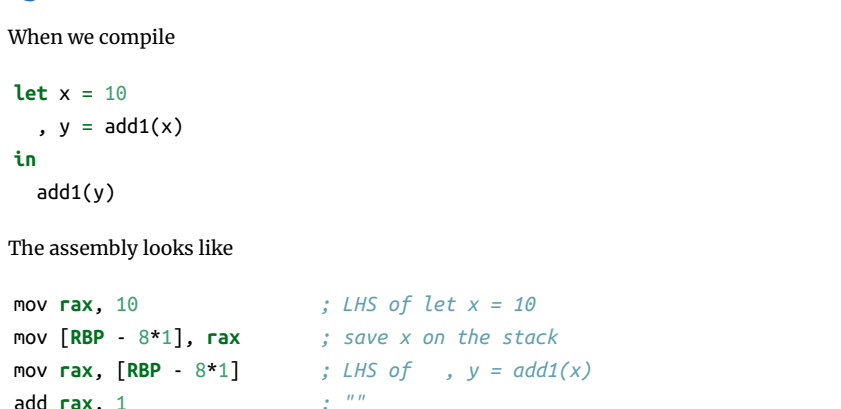 When we compile
let x = 10
  , y = add1(x)
in
  add1(y)
The assembly looks like
mov rax, 10                ; LHS of let x = 10
mov [RBP - 8*1], rax       ; save x on the stack
mov rax, [RBP - 8*1]       ; LHS of   , y = add1(x)
add rax, 1                 ; ""